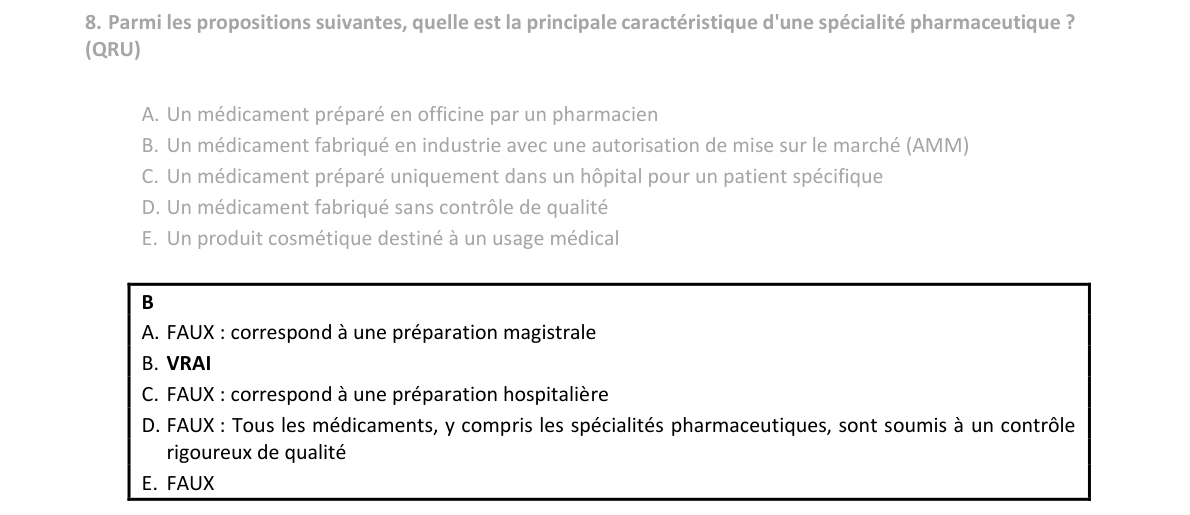 8. Parmi les propositions suivantes, quelle est la principale caractéristique d'une spécialité pharmaceutique ?
(QRU)
A. Un médicament préparé en officine par un pharmacien
B. Un médicament fabriqué en industrie avec une autorisation de mise sur le marché (AMM)
C. Un médicament préparé uniquement dans un hôpital pour un patient spécifique
D. Un médicament fabriqué sans contrôle de qualité
E. Un produit cosmétique destiné à un usage médical
B
A. FAUX : correspond à une préparation magistrale
B. VRAI
C. FAUX : correspond à une préparation hospitalière
D. FAUX : Tous les médicaments, y compris les spécialités pharmaceutiques, sont soumis à un contrôle
rigoureux de qualité
E. FAUX